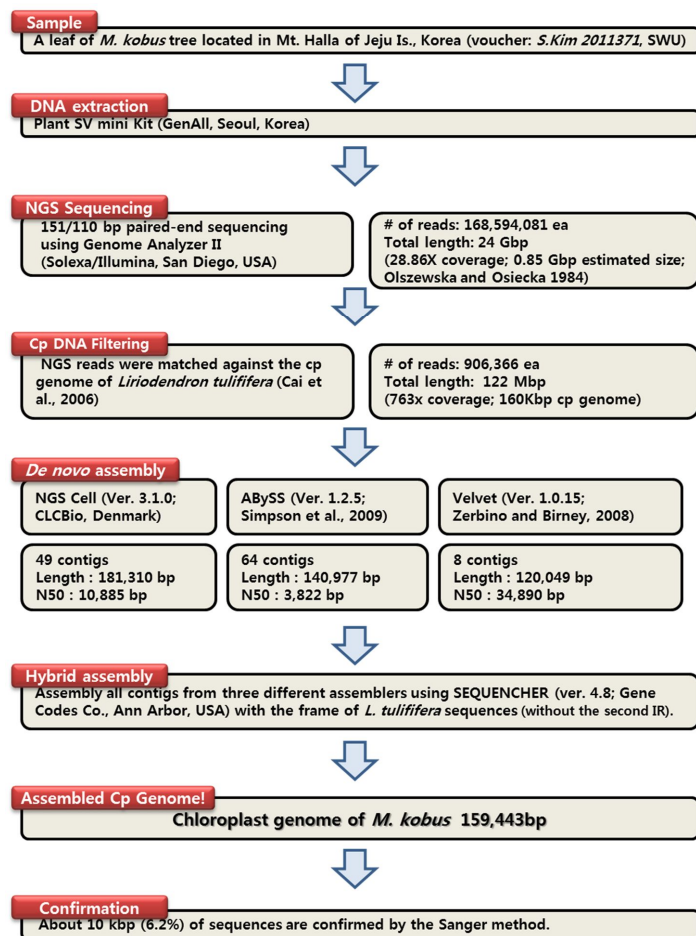 Sample
A leaf of M. kobus tree located in Mt. Halla of Jeju Is., Korea (voucher: S.Kim 2011371, SWU)
DNA extraction
Plant SV mini Kit (GenAll, Seoul, Korea)
NGS Sequencing
151/110 bp paired-end sequencing
using Genome Analyzer II
(Solexa/Illumina, San Diego, USA)
# of reads: 168,594,081 ea
Total length: 24 Gbp
(28.86X coverage; 0.85 Gbp estimated size;
Olszewska and Osiecka 1984)
Cp DNA Filtering
NGS reads were matched against the cp
genome of Liriodendron tulififera (Cai et
al., 2006)
# of reads: 906,366 ea
Total length: 122 Mbp
(763x coverage; 160Kbp cp genome)
De novo assembly
NGS Cell (Ver. 3.1.0;
CLCBio, Denmark)
ABySS (Ver. 1.2.5;
Simpson et al., 2009)
Velvet (Ver. 1.0.15;
Zerbino and Birney, 2008)
49 contigs
Length : 181,310 bp
N50 : 10,885 bp
64 contigs
Length : 140,977 bp
N50 : 3,822 bp
8 contigs
Length : 120,049 bp
N50 : 34,890 bp
Hybrid assembly
Assembly all contigs from three different assemblers using SEQUENCHER (ver. 4.8; Gene
Codes Co., Ann Arbor, USA) with the frame of L. tulififera sequences (without the second IR).
Assembled Cp Genome!
Chloroplast genome of M. kobus 159,443bp
Confirmation
About 10 kbp (6.2%) of sequences are confirmed by the Sanger method.